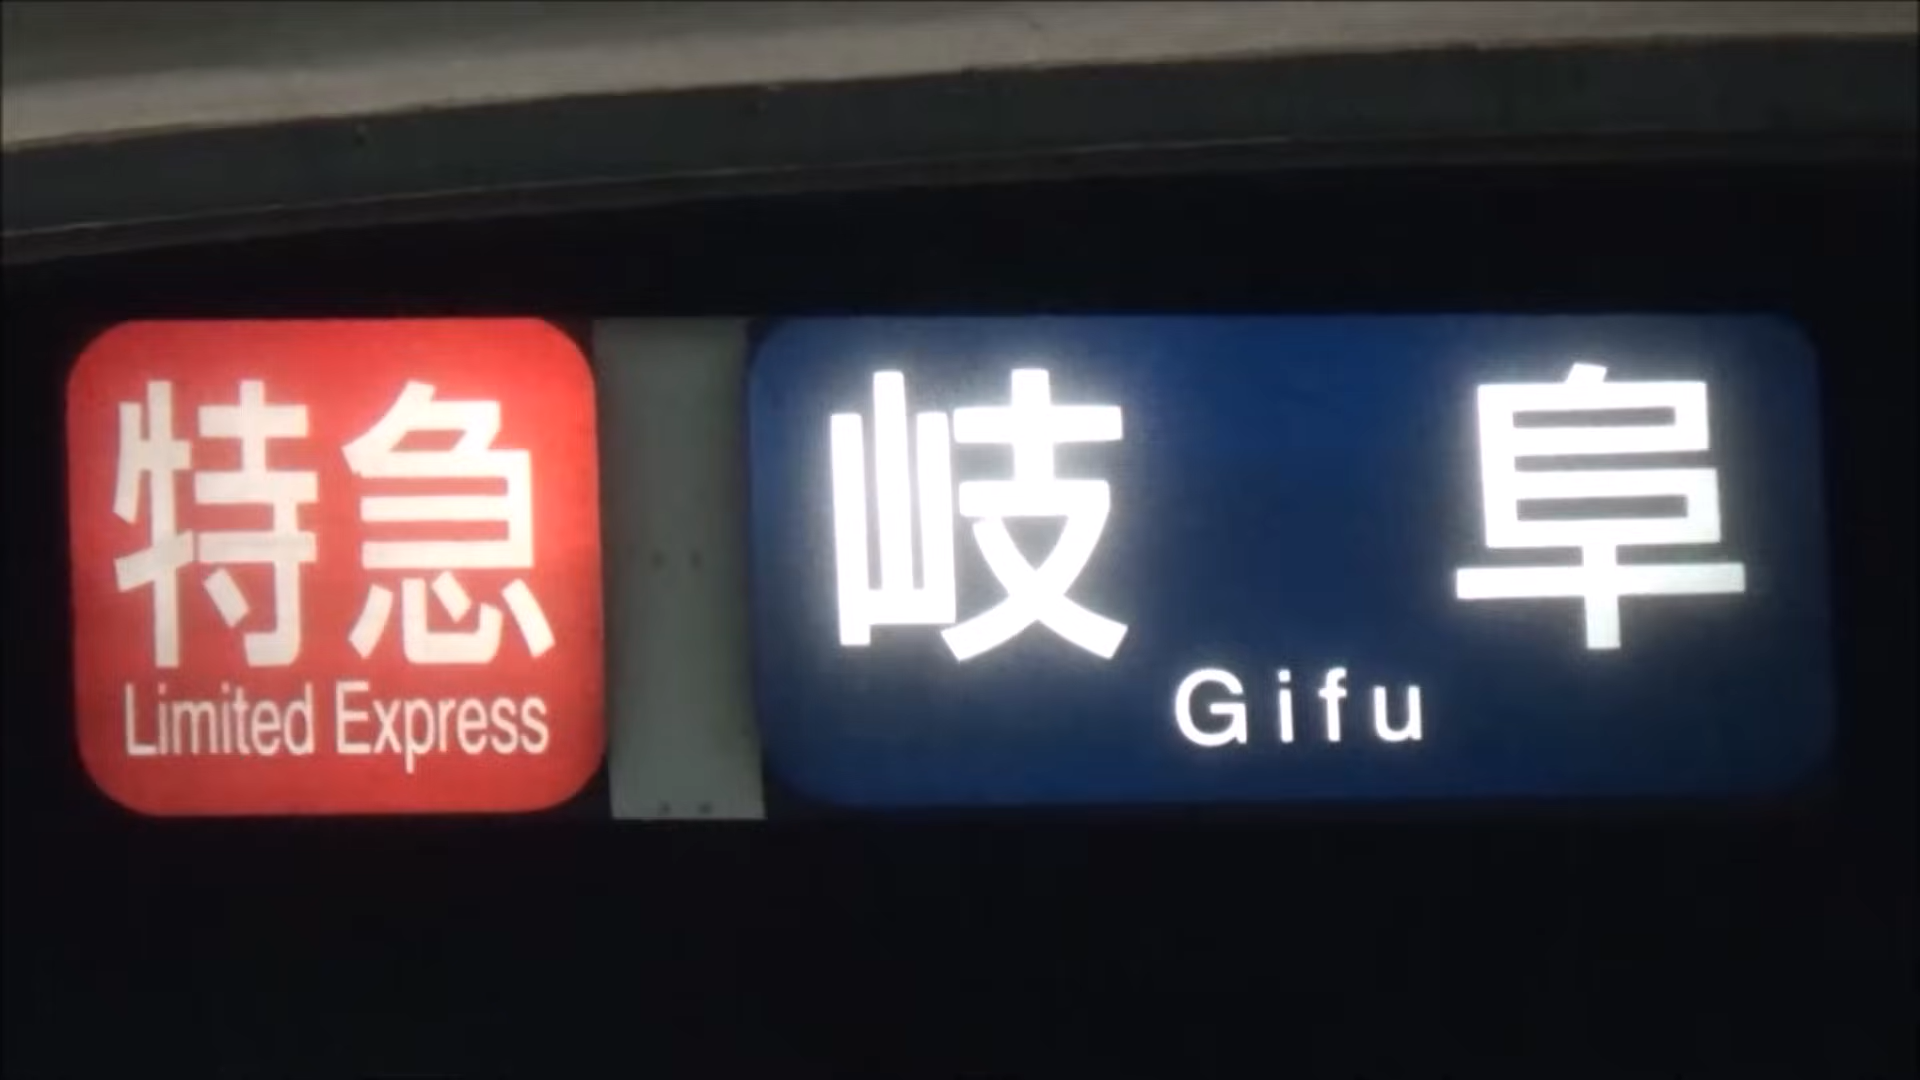 特急
Limited Express
岐阜
Gifu